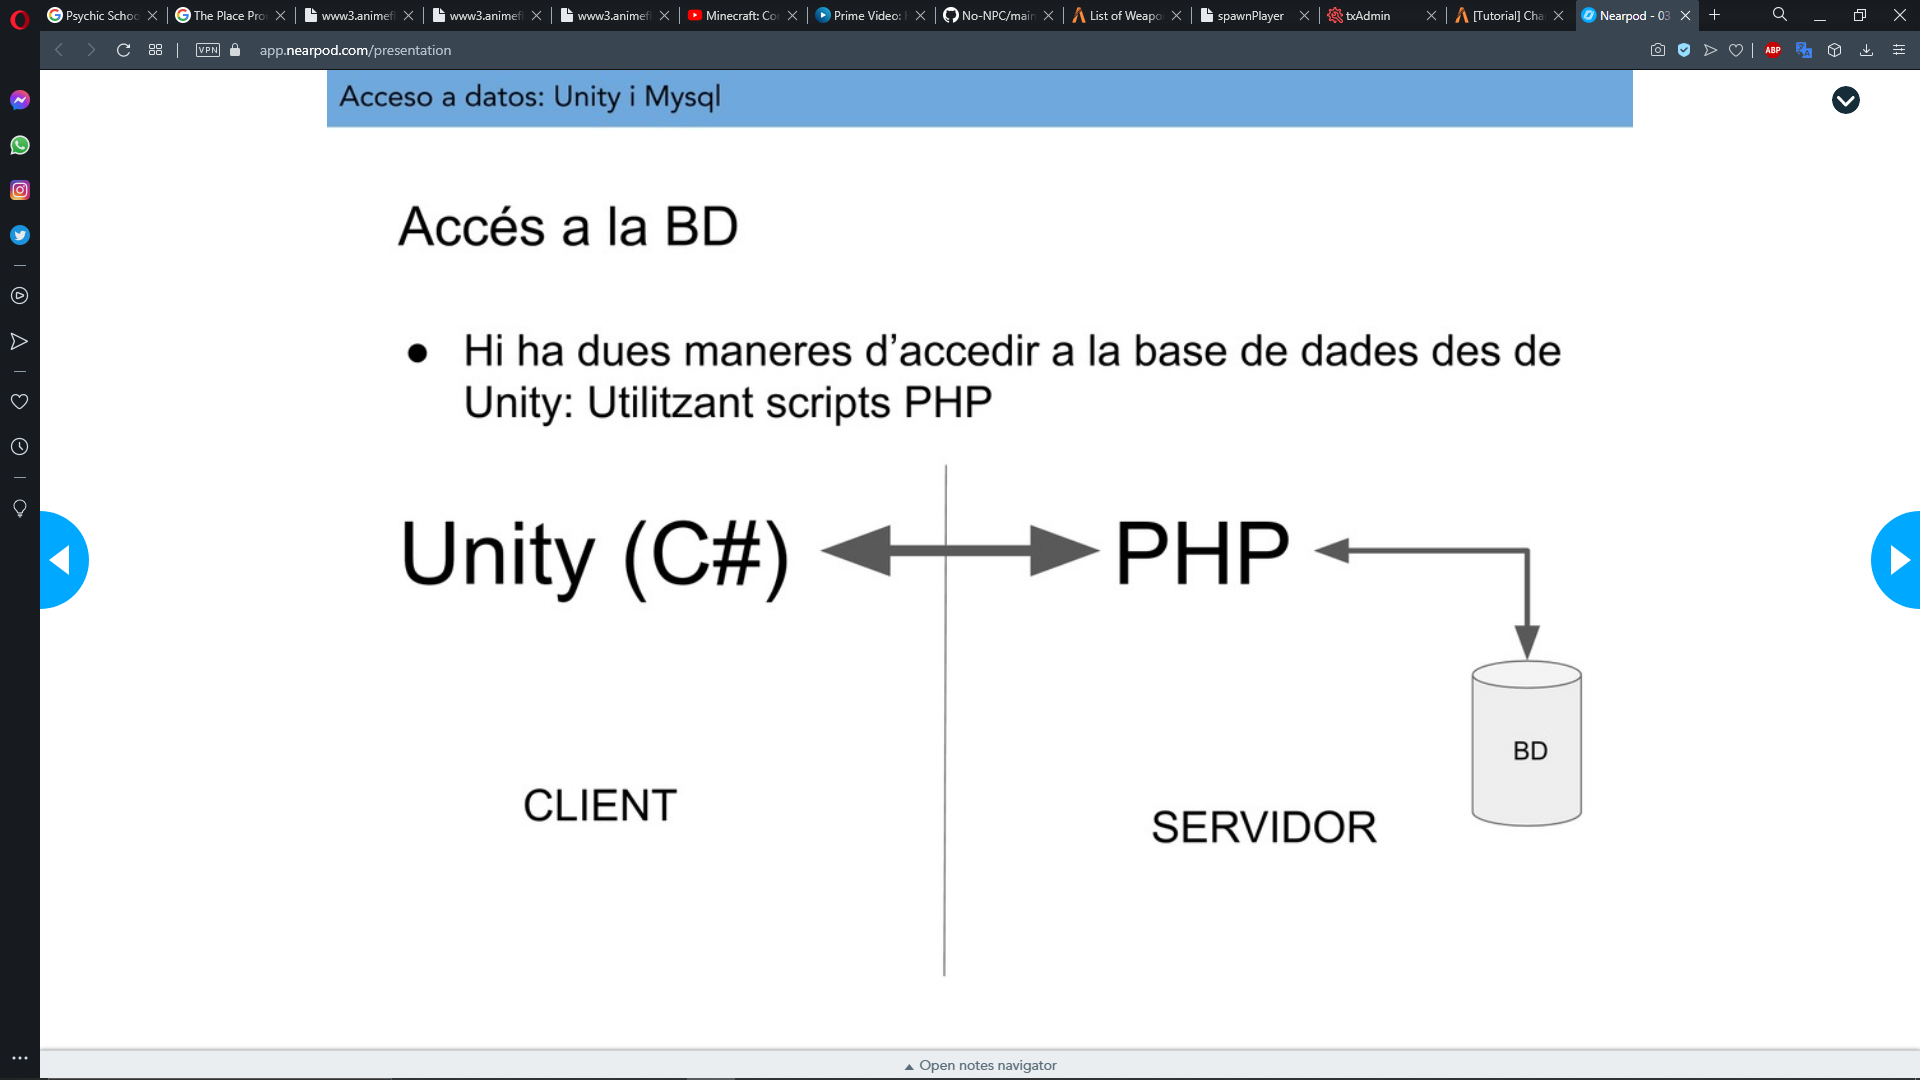 Psychic Schoo
The Place Pro
www3.animefl
www3.animefl
www3.animefl
Minecraft: Co
Prime Video:
No-NPC/main
List of Weapo
spawnPlayer
txAdmin
[Tutorial] Cha
Nearpod - 03
VPN
app.nearpod.com/presentation
ABP
Acceso a datos: Unity i Mysql
Accés a la BD
● Hi ha dues maneres d’accedir a la base de dades des de
Unity: Utilitzant scripts PHP
Unity (C#)
PHP
BD
CLIENT
SERVIDOR
Open notes navigator